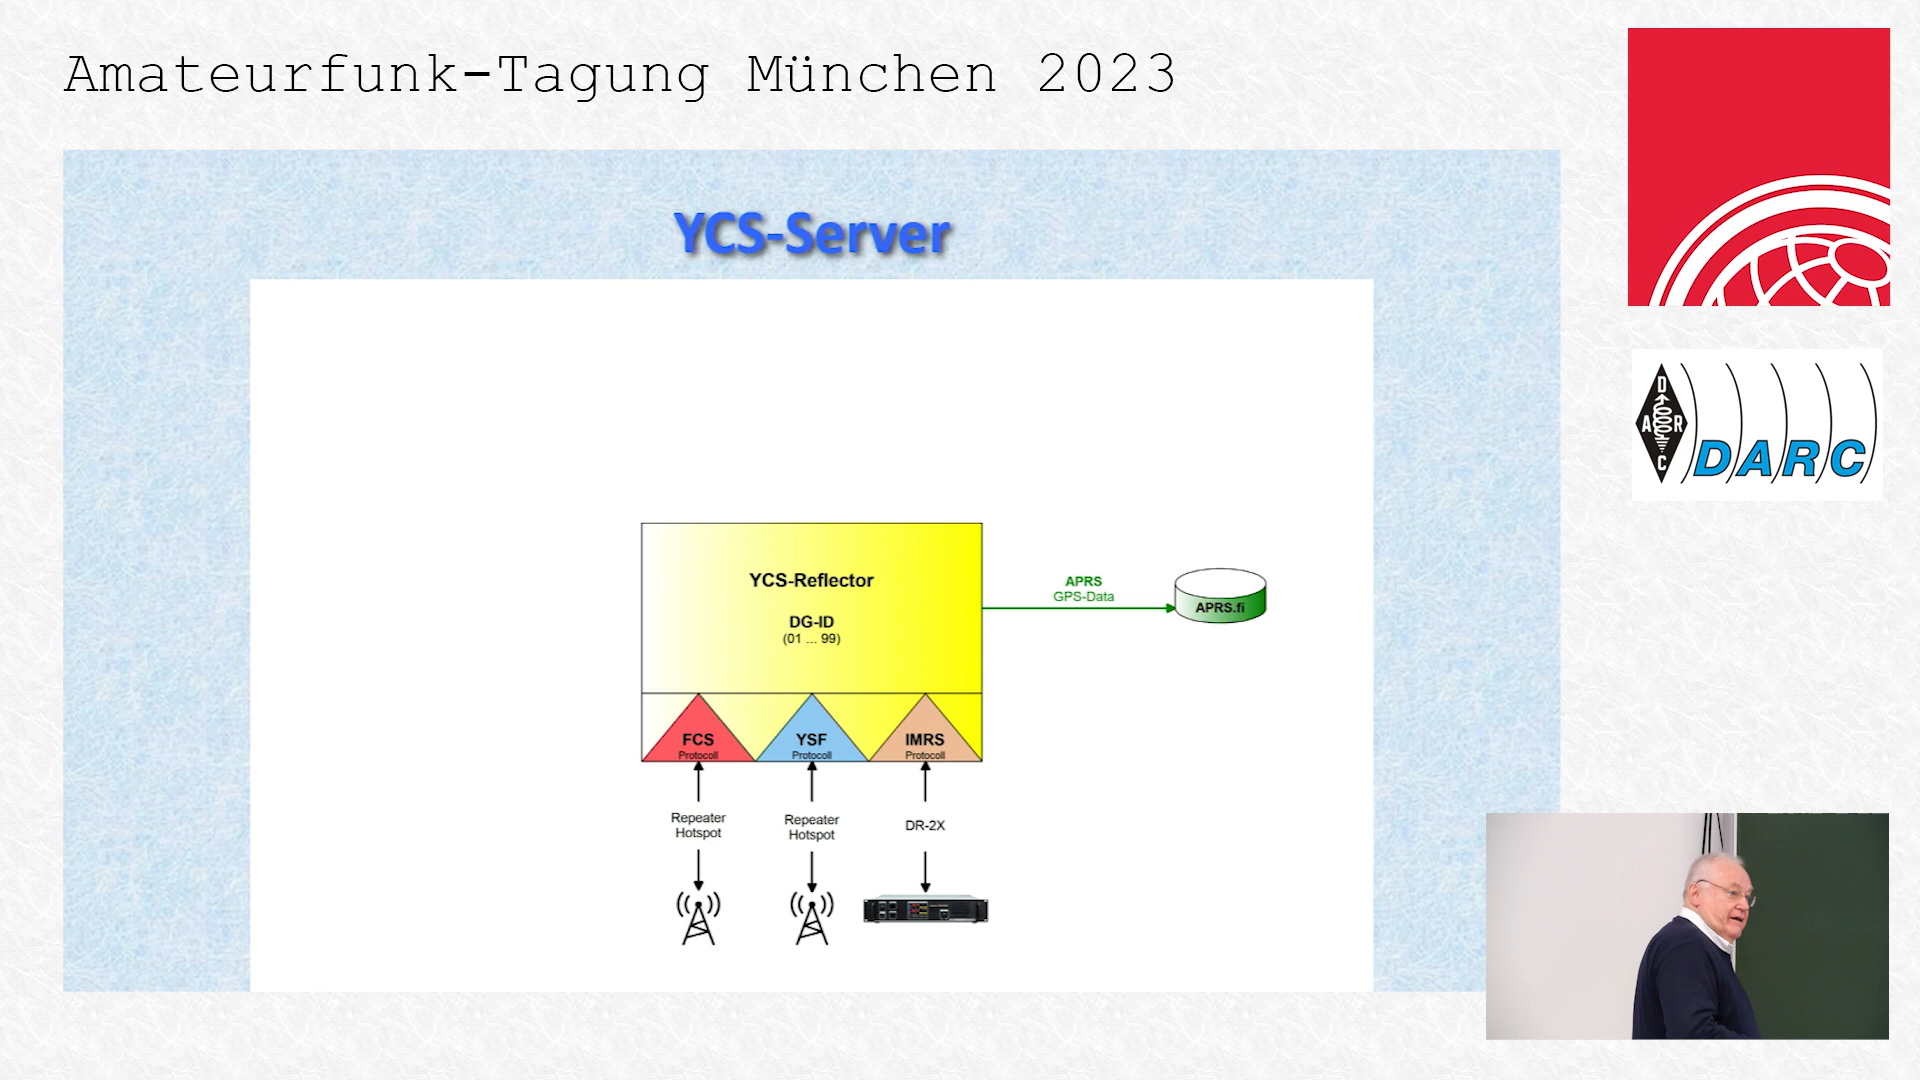 Amateurfunk-Tagung München 2023
YCS-Server
YCS-Reflector
DG-ID
(01 ... 99)
APRS
GPS-Data
APRS.fi
FCS
Protocoll
YSF
Protocoll
IMRS
Protocoll
Repeater
Hotspot
Repeater
Hotspot
DR-2X
D
A R
C
DARC